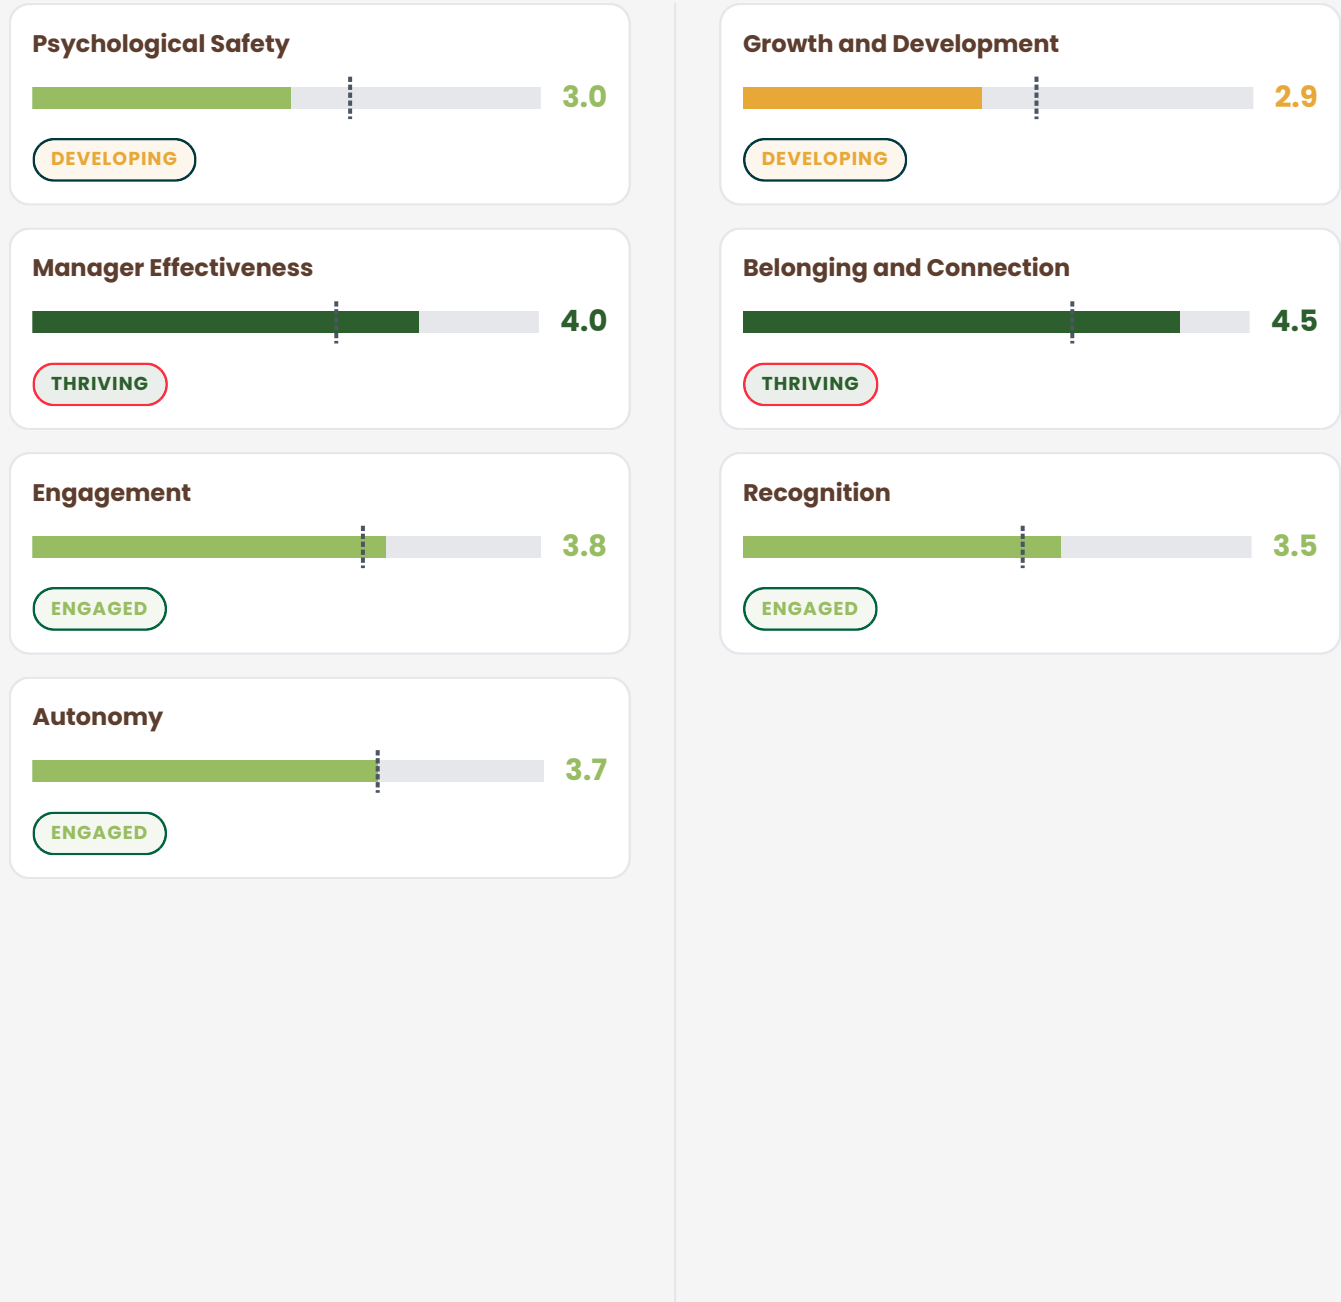 Psychological Safety
3.0
DEVELOPING
Manager Effectiveness
4.0
THRIVING
Engagement
3.8
ENGAGED
Autonomy
3.7
ENGAGED
Growth and Development
2.9
DEVELOPING
Belonging and Connection
4.5
THRIVING
Recognition
3.5
ENGAGED